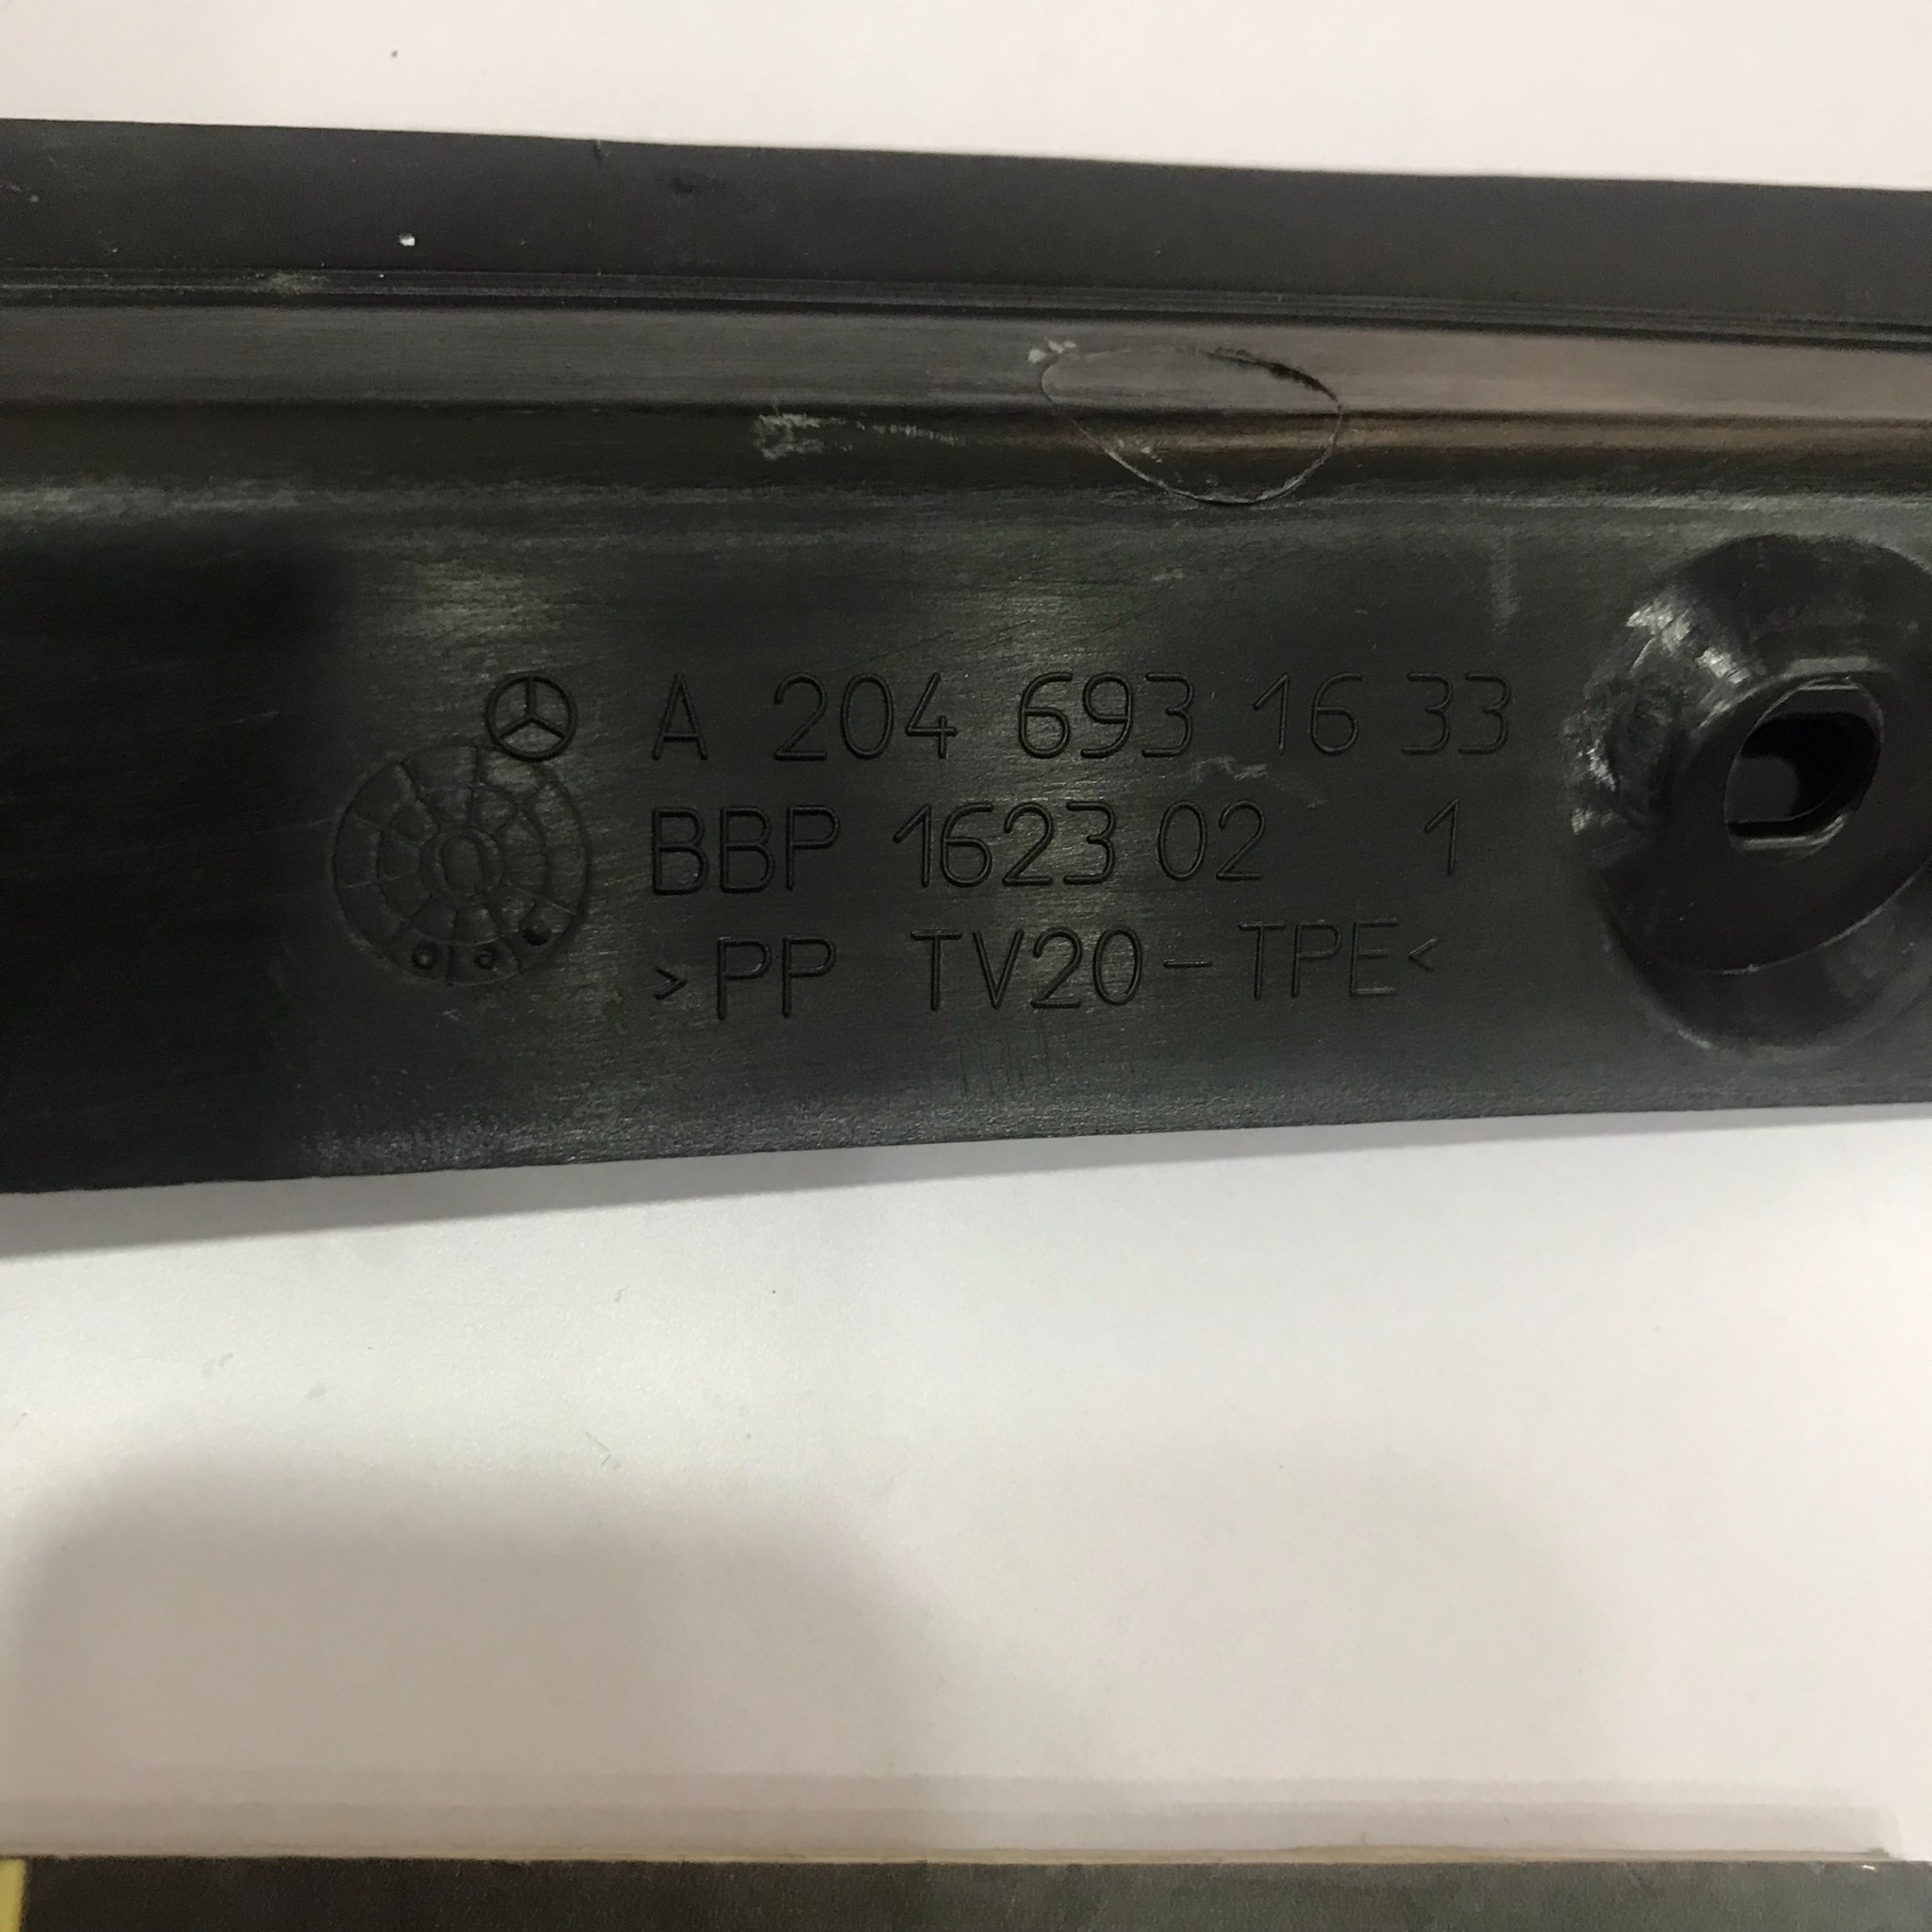 A 204 693 16 33
BBP 1623 02 1
>PP TV20-TPE<